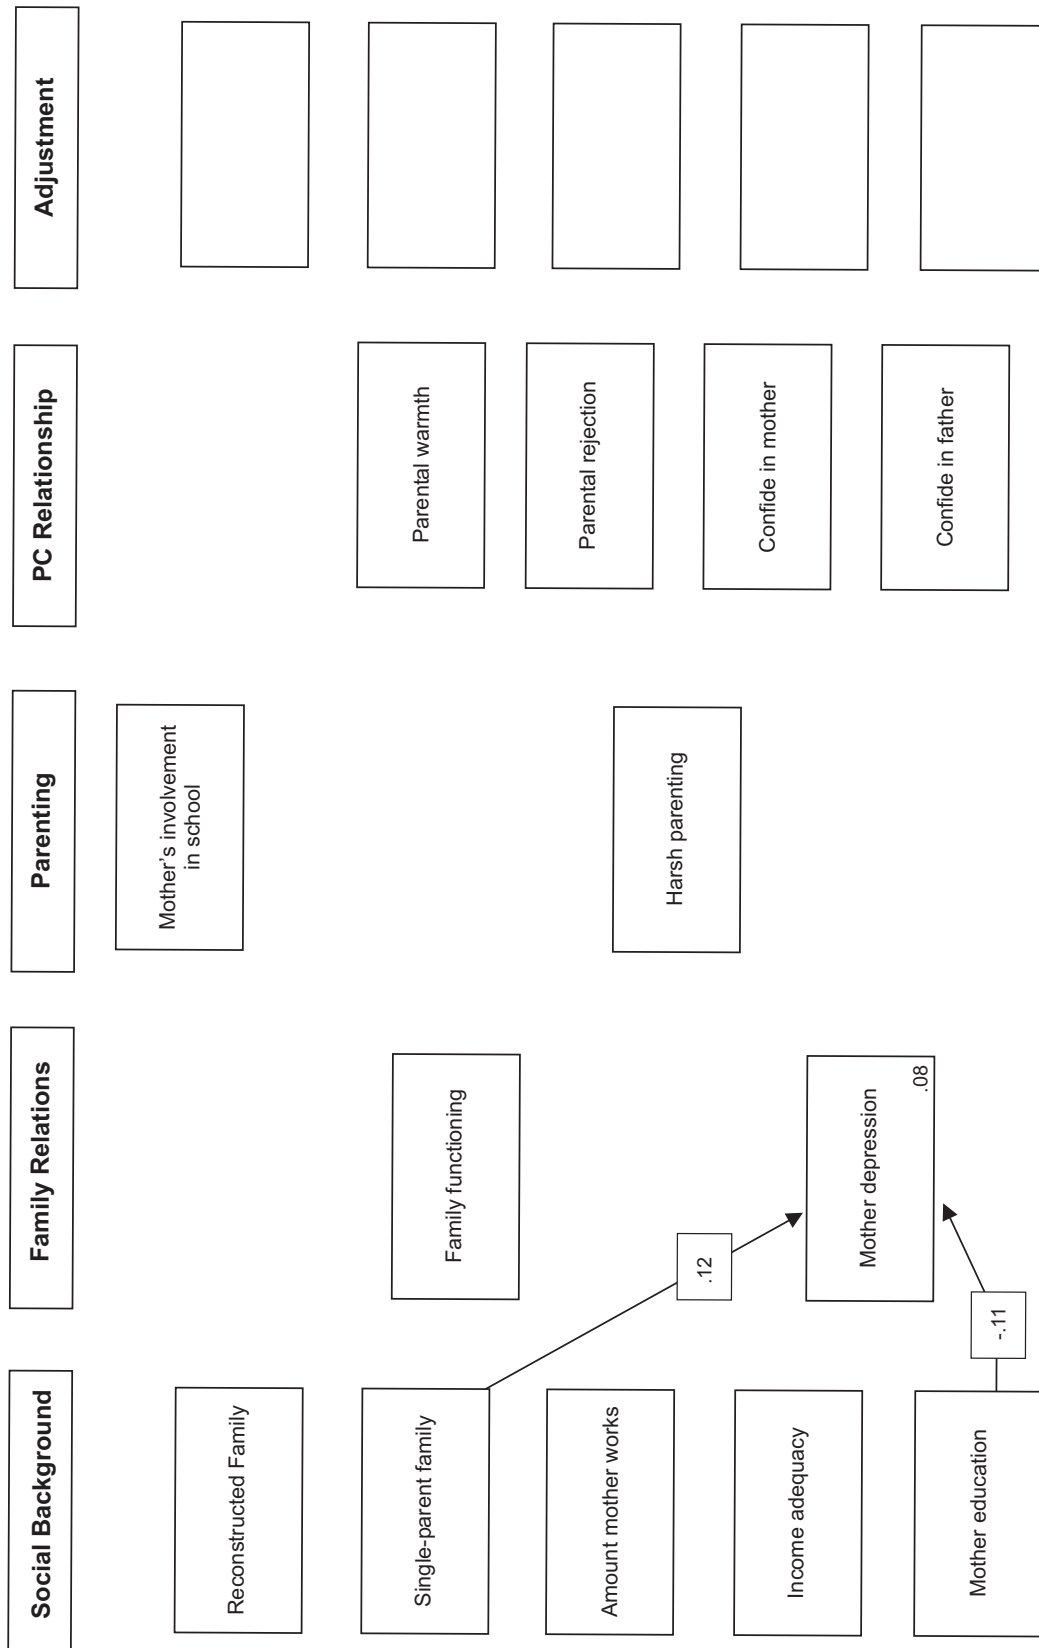 Social Background
Family Relations
Parenting
PC Relationship
Adjustment
Reconstructed Family
Single-parent family
Amount mother works
Income adequacy
Mother education
Family functioning
Mother depression
.08
.12
-.11
Mother's involvement
in school
Harsh parenting
Parental warmth
Parental rejection
Confide in mother
Confide in father